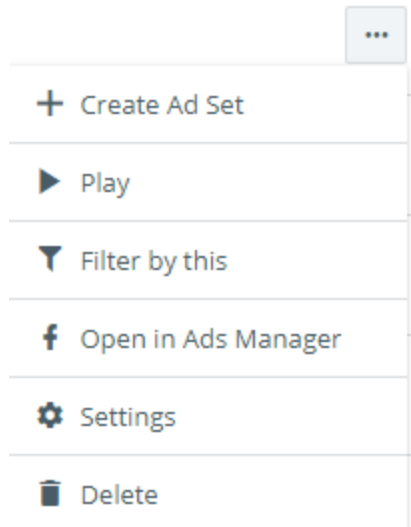 Create Ad Set
Play
Filter by this
Open in Ads Manager
Settings
Delete